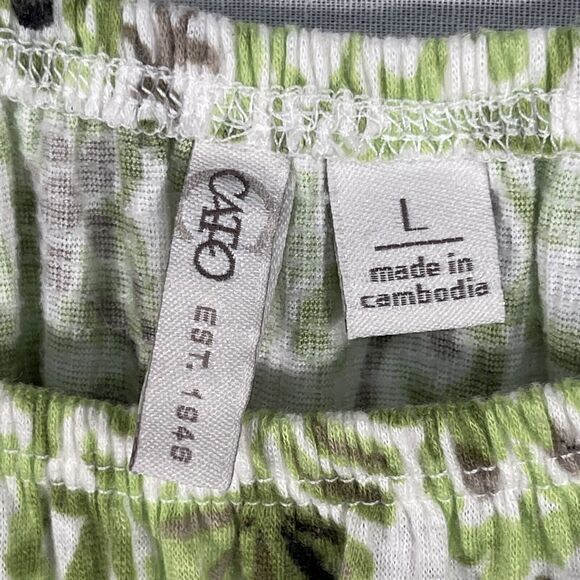 CATO
EST. 1946
L
made in
cambodia